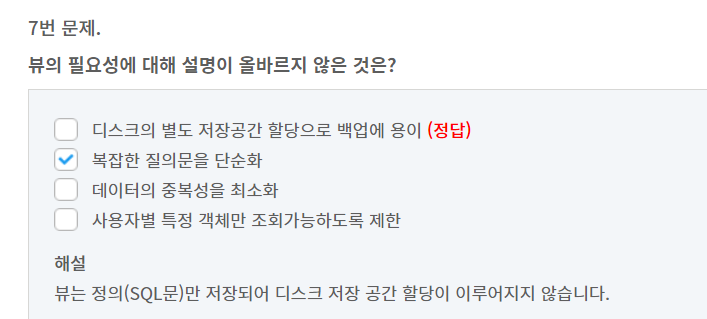 7번 문제.
뷰의 필요성에 대해 설명이 올바르지 않은 것은?
디스크의 별도 저장공간 할당으로 백업에 용이 (정답)
복잡한 질의문을 단순화
데이터의 중복성을 최소화
사용자별 특정 객체만 조회가능하도록 제한
해설
뷰는 정의(SQL문)만 저장되어 디스크 저장 공간 할당이 이루어지지 않습니다.